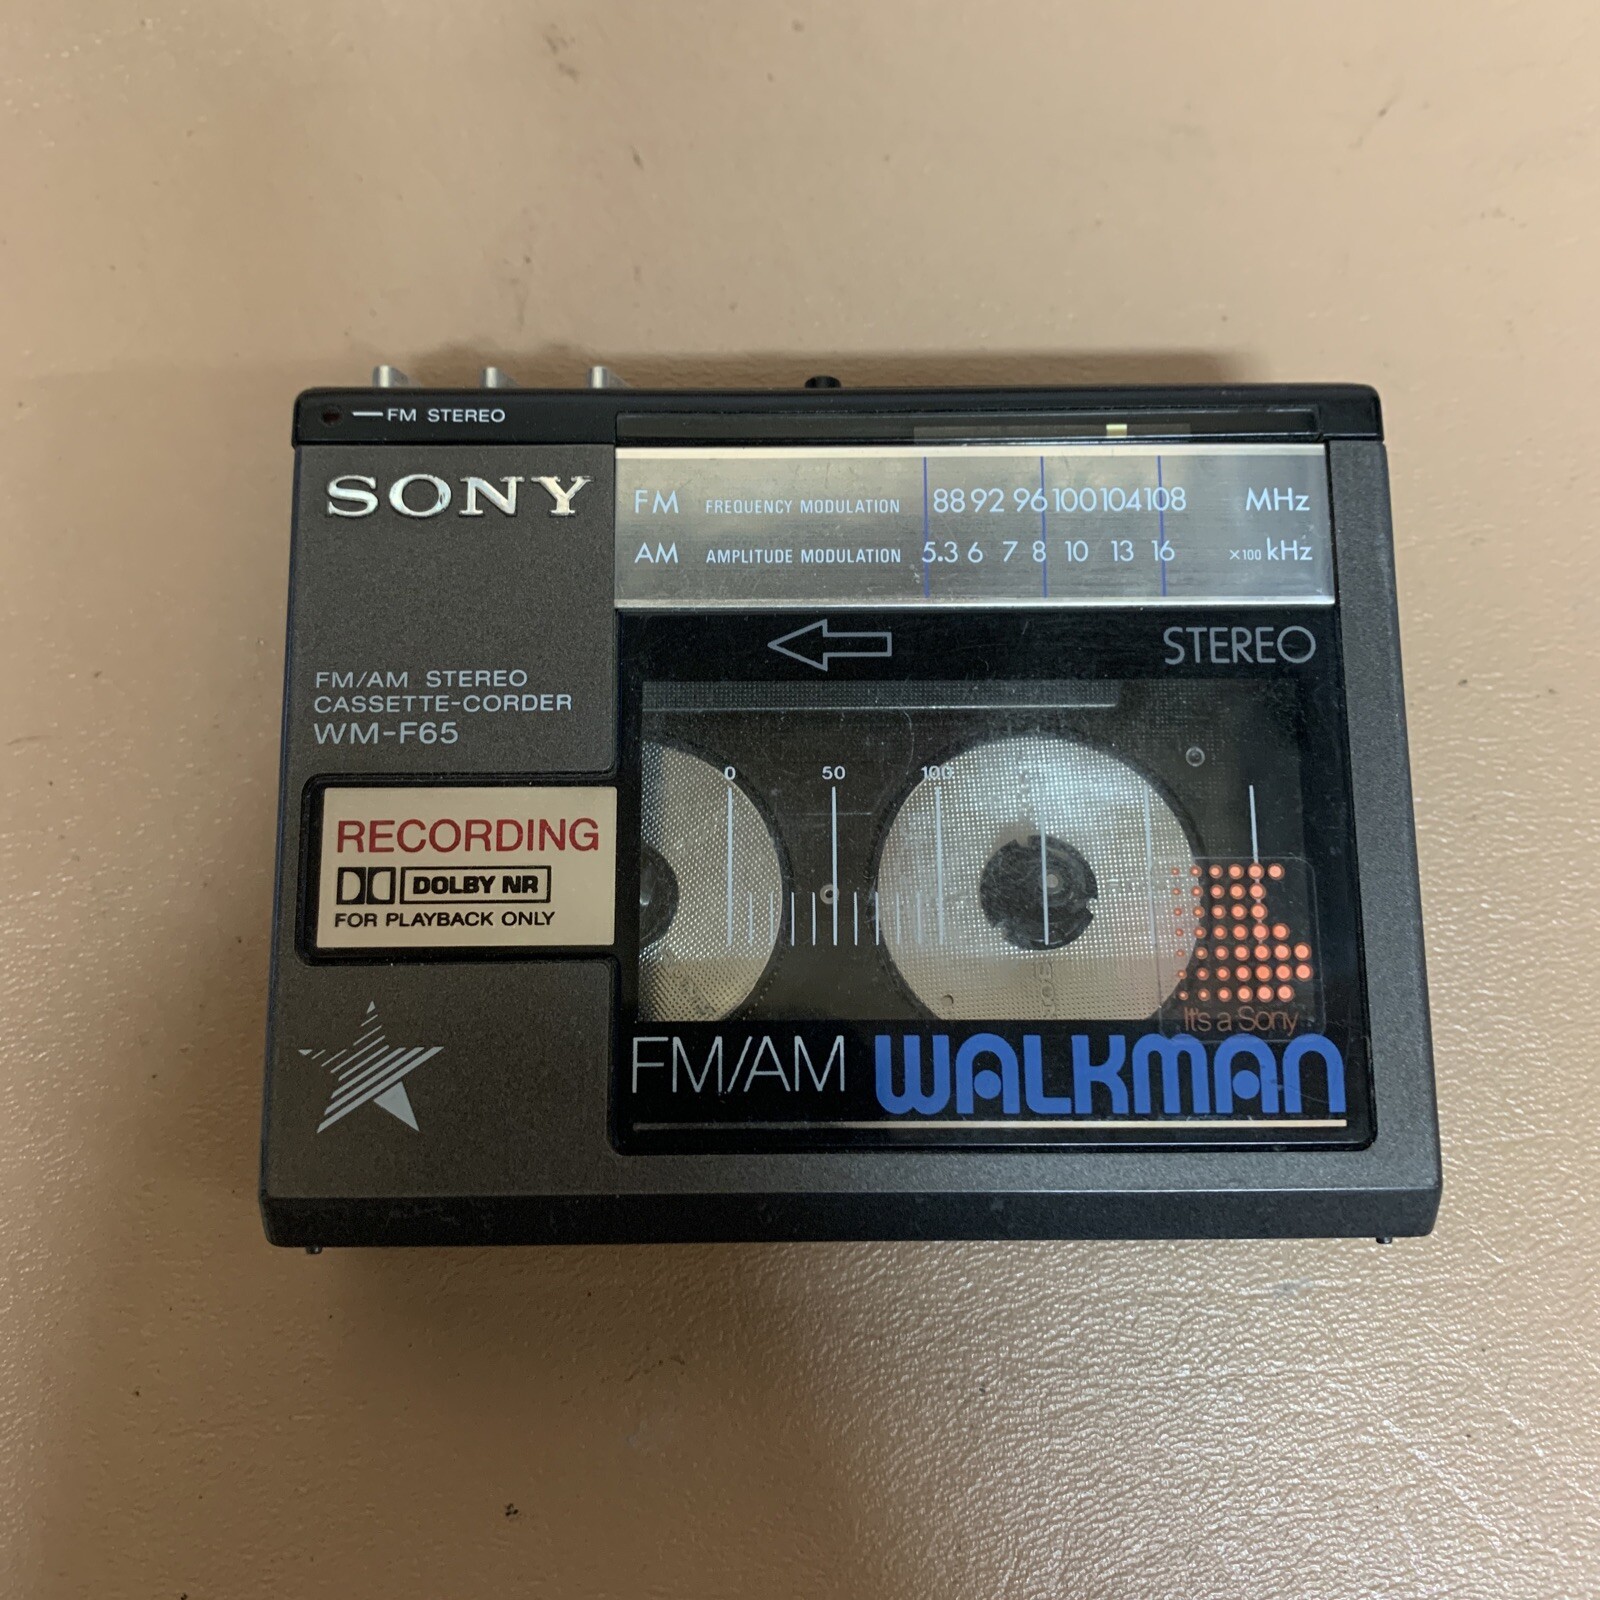 FM STEREO
SONY
FM FREQUENCY MODULATION 88 92 96 100 104 108 MHz
AM AMPLITUDE MODULATION 5.3 6 7 8 10 13 16 ×100 kHz
STEREO
FM/AM STEREO
CASSETTE-CORDER
WM-F65
0 50 100
RECORDING
DOLBY NR
FOR PLAYBACK ONLY
It's a Sony
FM/AM WALKMAN